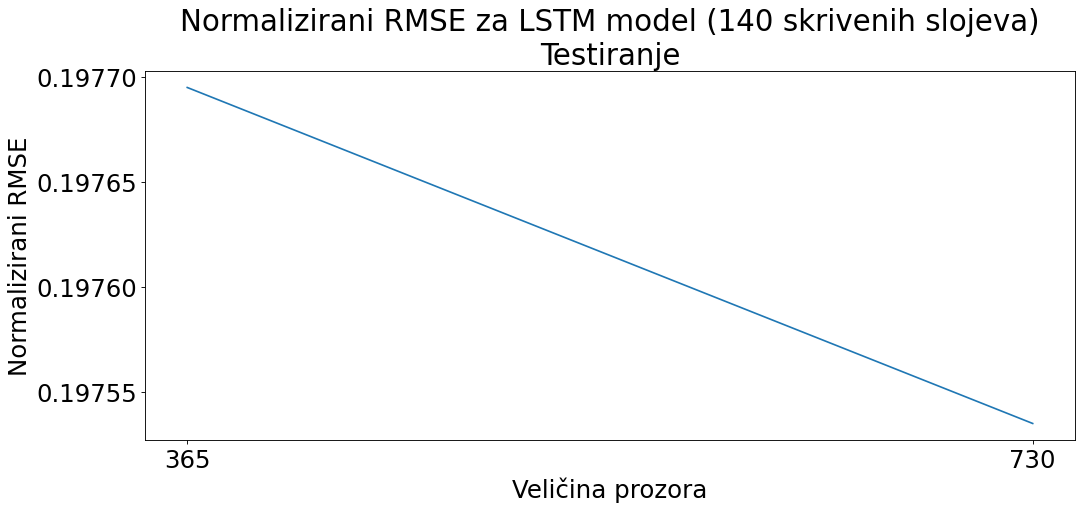 Normalizirani RMSE za LSTM model (140 skrivenih slojeva)
Testiranje
Normalizirani RMSE
0.19770
0.19765
0.19760
0.19755
365
730
Veličina prozora